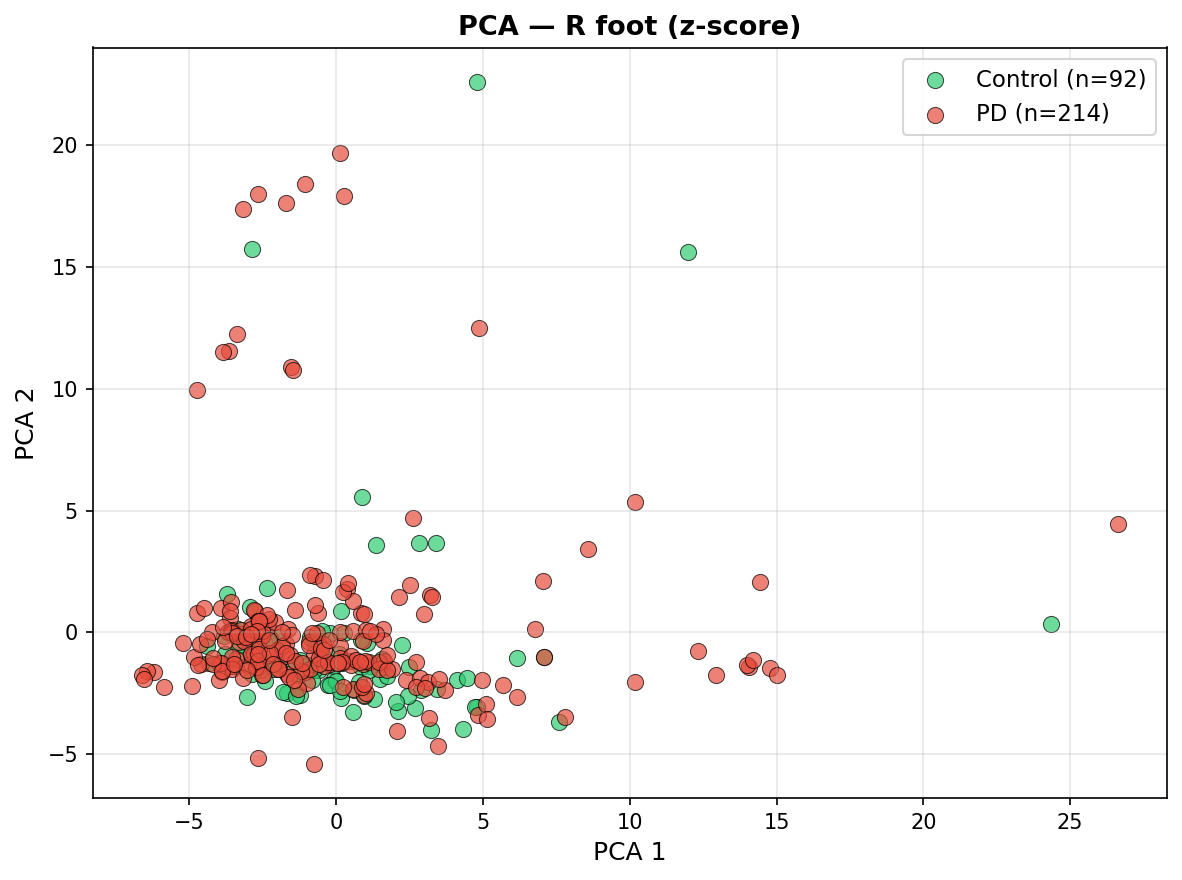 PCA — R foot (z-score)
Control (n=92)
PD (n=214)
20
15
10
5
0
−5
PCA 2
−5
0
5
10
15
20
25
PCA 1